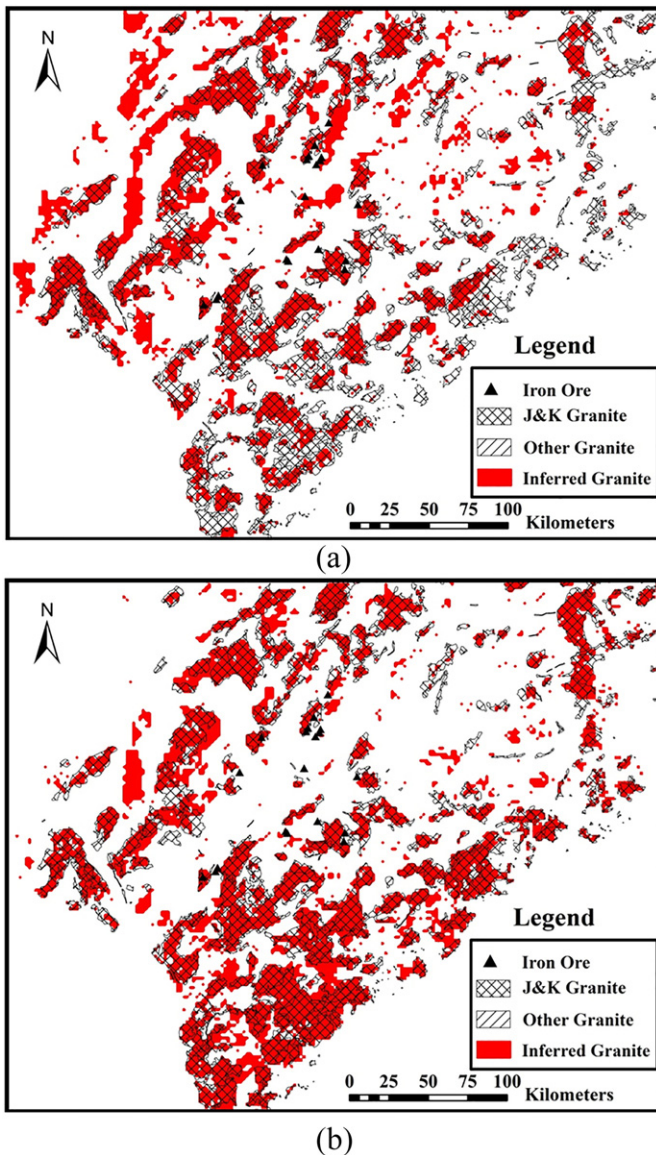 N
Legend
Iron Ore
J&K Granite
Other Granite
Inferred Granite
0 25 50 75 100
Kilometers
(a)
N
Legend
Iron Ore
J&K Granite
Other Granite
Inferred Granite
0 25 50 75 100
Kilometers
(b)